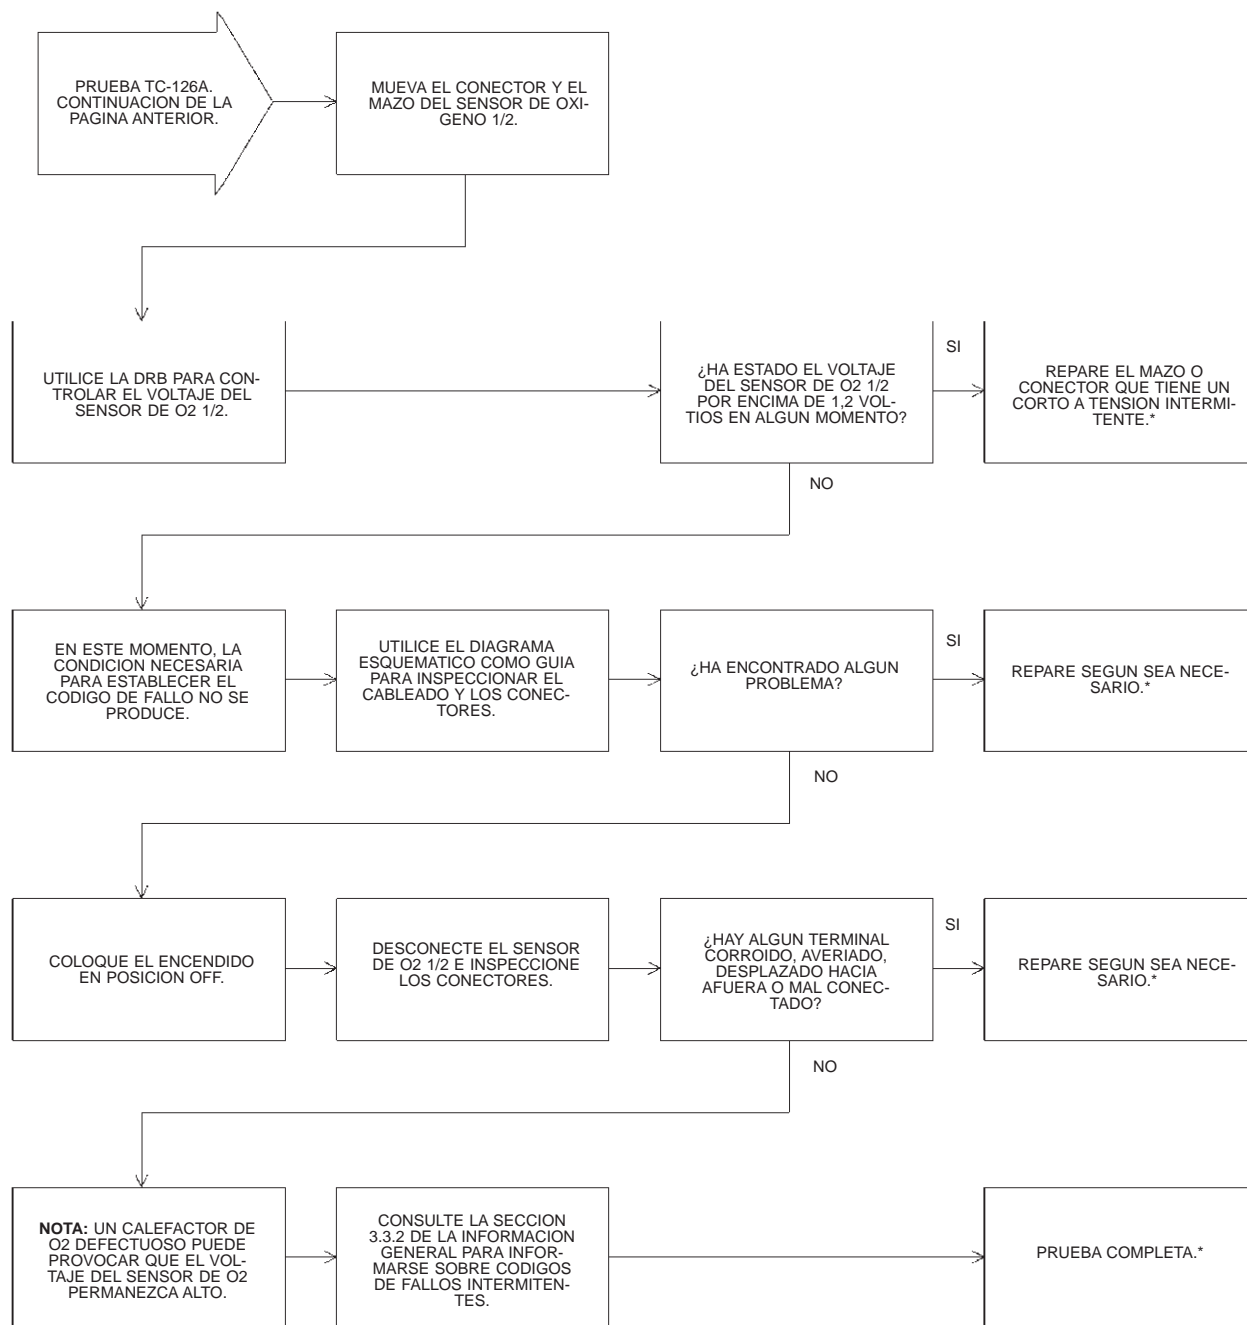 PRUEBA TC-126A.
CONTINUACION DE LA
PAGINA ANTERIOR.
MUEVA EL CONECTOR Y EL
MAZO DEL SENSOR DE OXI-
GENO 1/2.
UTILICE LA DRB PARA CON-
TROLAR EL VOLTAJE DEL
SENSOR DE O2 1/2.
¿HA ESTADO EL VOLTAJE
DEL SENSOR DE O2 1/2
POR ENCIMA DE 1,2 VOL-
TIOS EN ALGUN MOMENTO?
SI
REPARE EL MAZO O
CONECTOR QUE TIENE UN
CORTO A TENSION INTERMI-
TENTE.*
NO
EN ESTE MOMENTO, LA
CONDICION NECESARIA
PARA ESTABLECER EL
CODIGO DE FALLO NO SE
PRODUCE.
UTILICE EL DIAGRAMA
ESQUEMATICO COMO GUIA
PARA INSPECCIONAR EL
CABLEADO Y LOS CONEC-
TORES.
¿HA ENCONTRADO ALGUN
PROBLEMA?
SI
REPARE SEGUN SEA NECE-
SARIO.*
NO
COLOQUE EL ENCENDIDO
EN POSICION OFF.
DESCONECTE EL SENSOR
DE O2 1/2 E INSPECCIONE
LOS CONECTORES.
¿HAY ALGUN TERMINAL
CORROIDO, AVERIADO,
DESPLAZADO HACIA
AFUERA O MAL CONEC-
TADO?
SI
REPARE SEGUN SEA NECE-
SARIO.*
NO
NOTA: UN CALEFACTOR DE
O2 DEFECTUOSO PUEDE
PROVOCAR QUE EL VOL-
TAJE DEL SENSOR DE O2
PERMANEZCA ALTO.
CONSULTE LA SECCION
3.3.2 DE LA INFORMACION
GENERAL PARA INFOR-
MARSE SOBRE CODIGOS
DE FALLOS INTERMITEN-
TES.
PRUEBA COMPLETA.*